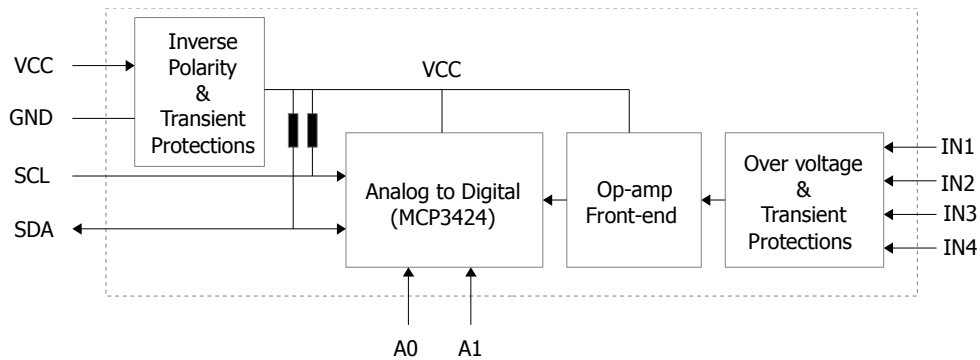 VCC
GND
SCL
SDA
Inverse
Polarity
&
Transient
Protections
VCC
Analog to Digital
(MCP3424)
Op-amp
Front-end
Over voltage
&
Transient
Protections
IN1
IN2
IN3
IN4
A0
A1